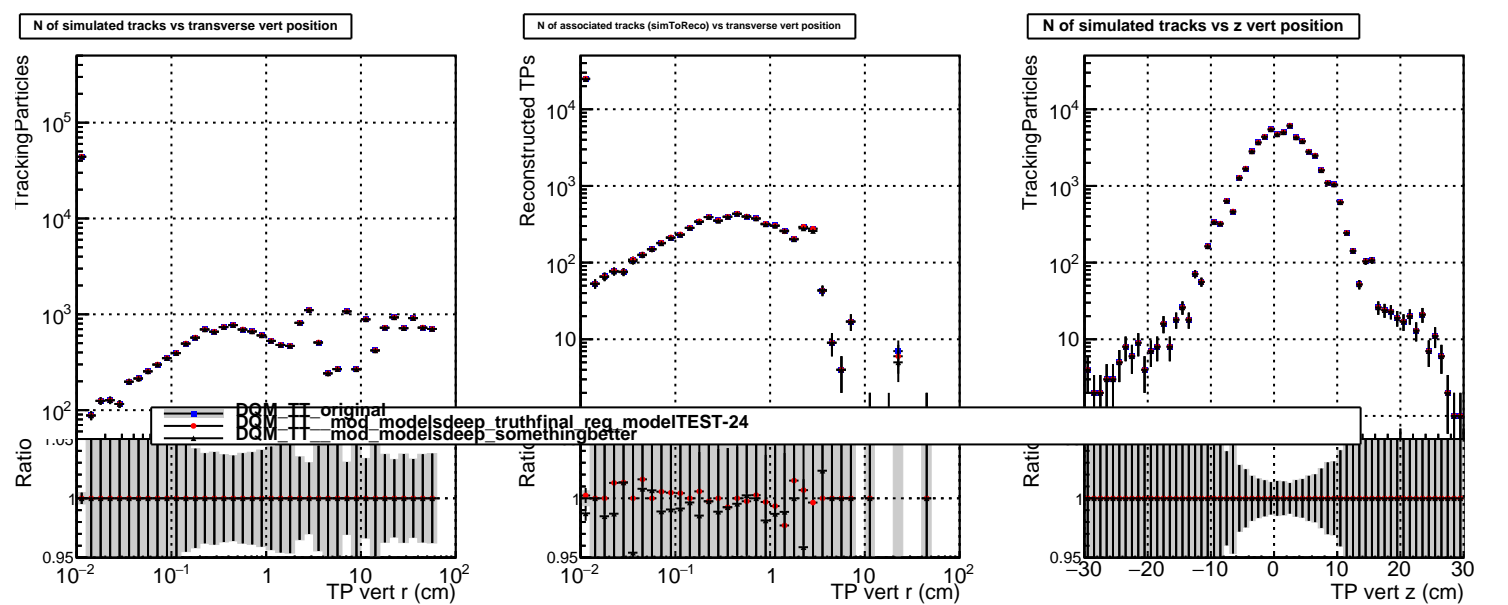 N of simulated tracks vs transverse vert position
N of associated tracks (simToReco) vs transverse vert position
N of simulated tracks vs z vert position
TrackingParticles
10^5
10^4
10^3
10^2
Ratio
1
0.95
10^−2 10^−1 1 10 10^2
TP vert r (cm)
Reconstructed TPs
10^4
10^3
10^2
10
1
0.95
10^−2 10^−1 1 10 10^2
TP vert r (cm)
TrackingParticles
10^4
10^3
10^2
10
Ratio
1
0.95
−30 −20 −10 0 10 20 30
TP vert z (cm)
DQM_TT_original
DQM_TT__mod_modelsdeep_truthfinal_reg_modelTEST-24
DQM_TT__mod_modelsdeep_somethingbetter